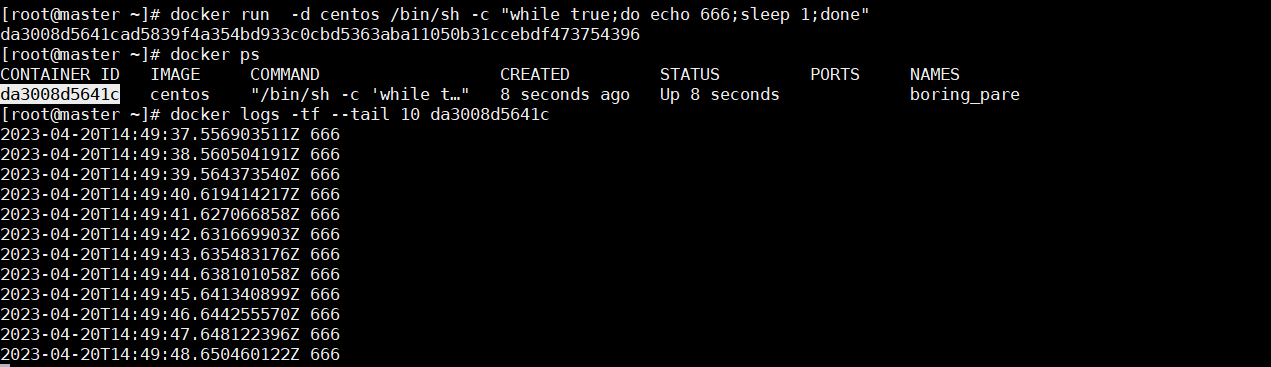 [root@master ~]# docker run  -d centos /bin/sh -c "while true;do echo 666;sleep 1;done"
da3008d5641cad5839f4a354bd933c0cbd5363aba11050b31ccebdf473754396
[root@master ~]# docker ps
CONTAINER ID   IMAGE     COMMAND                  CREATED         STATUS         PORTS     NAMES
da3008d5641c   centos    "/bin/sh -c 'while t…"   8 seconds ago   Up 8 seconds             boring_pare
[root@master ~]# docker logs -tf --tail 10 da3008d5641c
2023-04-20T14:49:37.556903511Z 666
2023-04-20T14:49:38.560504191Z 666
2023-04-20T14:49:39.564373540Z 666
2023-04-20T14:49:40.619414217Z 666
2023-04-20T14:49:41.627066858Z 666
2023-04-20T14:49:42.631669903Z 666
2023-04-20T14:49:43.635483176Z 666
2023-04-20T14:49:44.638101058Z 666
2023-04-20T14:49:45.641340899Z 666
2023-04-20T14:49:46.644255570Z 666
2023-04-20T14:49:47.648122396Z 666
2023-04-20T14:49:48.650460122Z 666